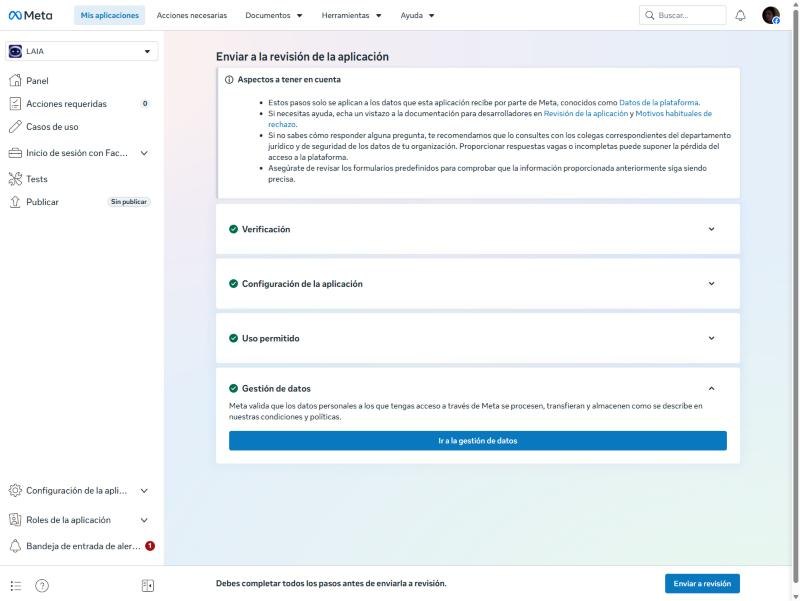 Meta
Mis aplicaciones
Acciones necesarias
Documentos
Herramientas
Ayuda
Buscar...
LAIA
Panel
Acciones requeridas
0
Casos de uso
Inicio de sesión con Fac...
Tests
Publicar
Sin publicar
Enviar a la revisión de la aplicación
Aspectos a tener en cuenta
• Estos pasos solo se aplican a los datos que esta aplicación recibe por parte de Meta, conocidos como Datos de la plataforma.
• Si necesitas ayuda, echa un vistazo a la documentación para desarrolladores en Revisión de la aplicación y Motivos habituales de
rechazo.
• Si no sabes cómo responder alguna pregunta, te recomendamos que lo consultes con los colegas correspondientes del departamento
jurídico y de seguridad de los datos de tu organización. Proporcionar respuestas vagas o incompletas puede suponer la pérdida del
acceso a la plataforma.
• Asegúrate de revisar los formularios predefinidos para comprobar que la información proporcionada anteriormente siga siendo
precisa.
Verificación
Configuración de la aplicación
Uso permitido
Gestión de datos
Meta valida que los datos personales a los que tengas acceso a través de Meta se procesen, transfieran y almacenen como se describe en
nuestras condiciones y políticas.
Ir a la gestión de datos
Configuración de la apli...
Roles de la aplicación
Bandeja de entrada de aler...
1
Debes completar todos los pasos antes de enviarla a revisión.
Enviar a revisión